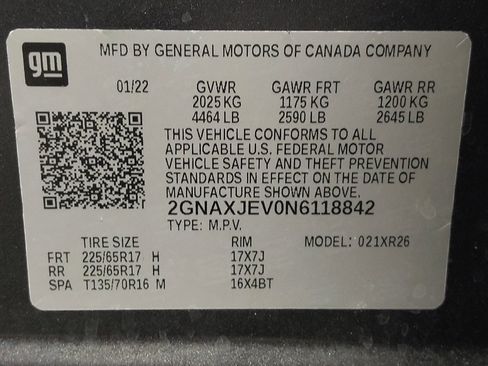 gm
MFD BY GENERAL MOTORS OF CANADA COMPANY
01/22 GVWR GAWR FRT GAWR RR
2025 KG 1175 KG 1200 KG
4464 LB 2590 LB 2645 LB
THIS VEHICLE CONFORMS TO ALL
APPLICABLE U.S. FEDERAL MOTOR
VEHICLE SAFETY AND THEFT PREVENTION
STANDARDS IN EFFECT ON THE DATE OF
MANUFACTURE SHOWN ABOVE.
2GNAXJEV0N6118842
TYPE: M.P.V.
TIRE SIZE RIM MODEL: 021XR26
FRT 225/65R17 H 17X7J
RR 225/65R17 H 17X7J
SPA T135/70R16 M 16X4BT